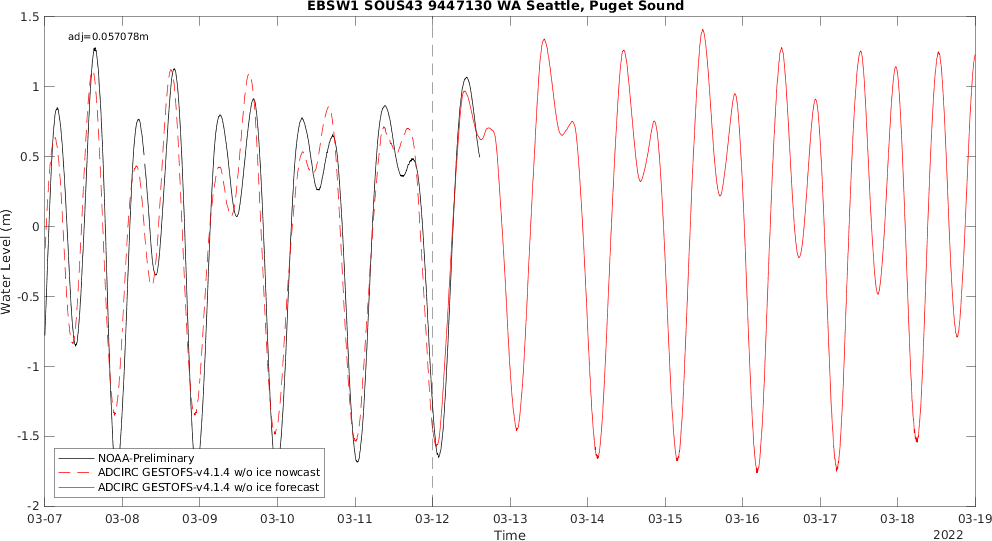 EBSW1 SOUS43 9447130 WA Seattle, Puget Sound
adj=0.057078m
1.5
1
0.5
0
-0.5
-1
-1.5
-2
Water Level (m)
NOAA-Preliminary
ADCIRC GESTOFS-v4.1.4 w/o ice nowcast
ADCIRC GESTOFS-v4.1.4 w/o ice forecast
03-07 03-08 03-09 03-10 03-11 03-12 03-13 03-14 03-15 03-16 03-17 03-18 03-19
Time
2022